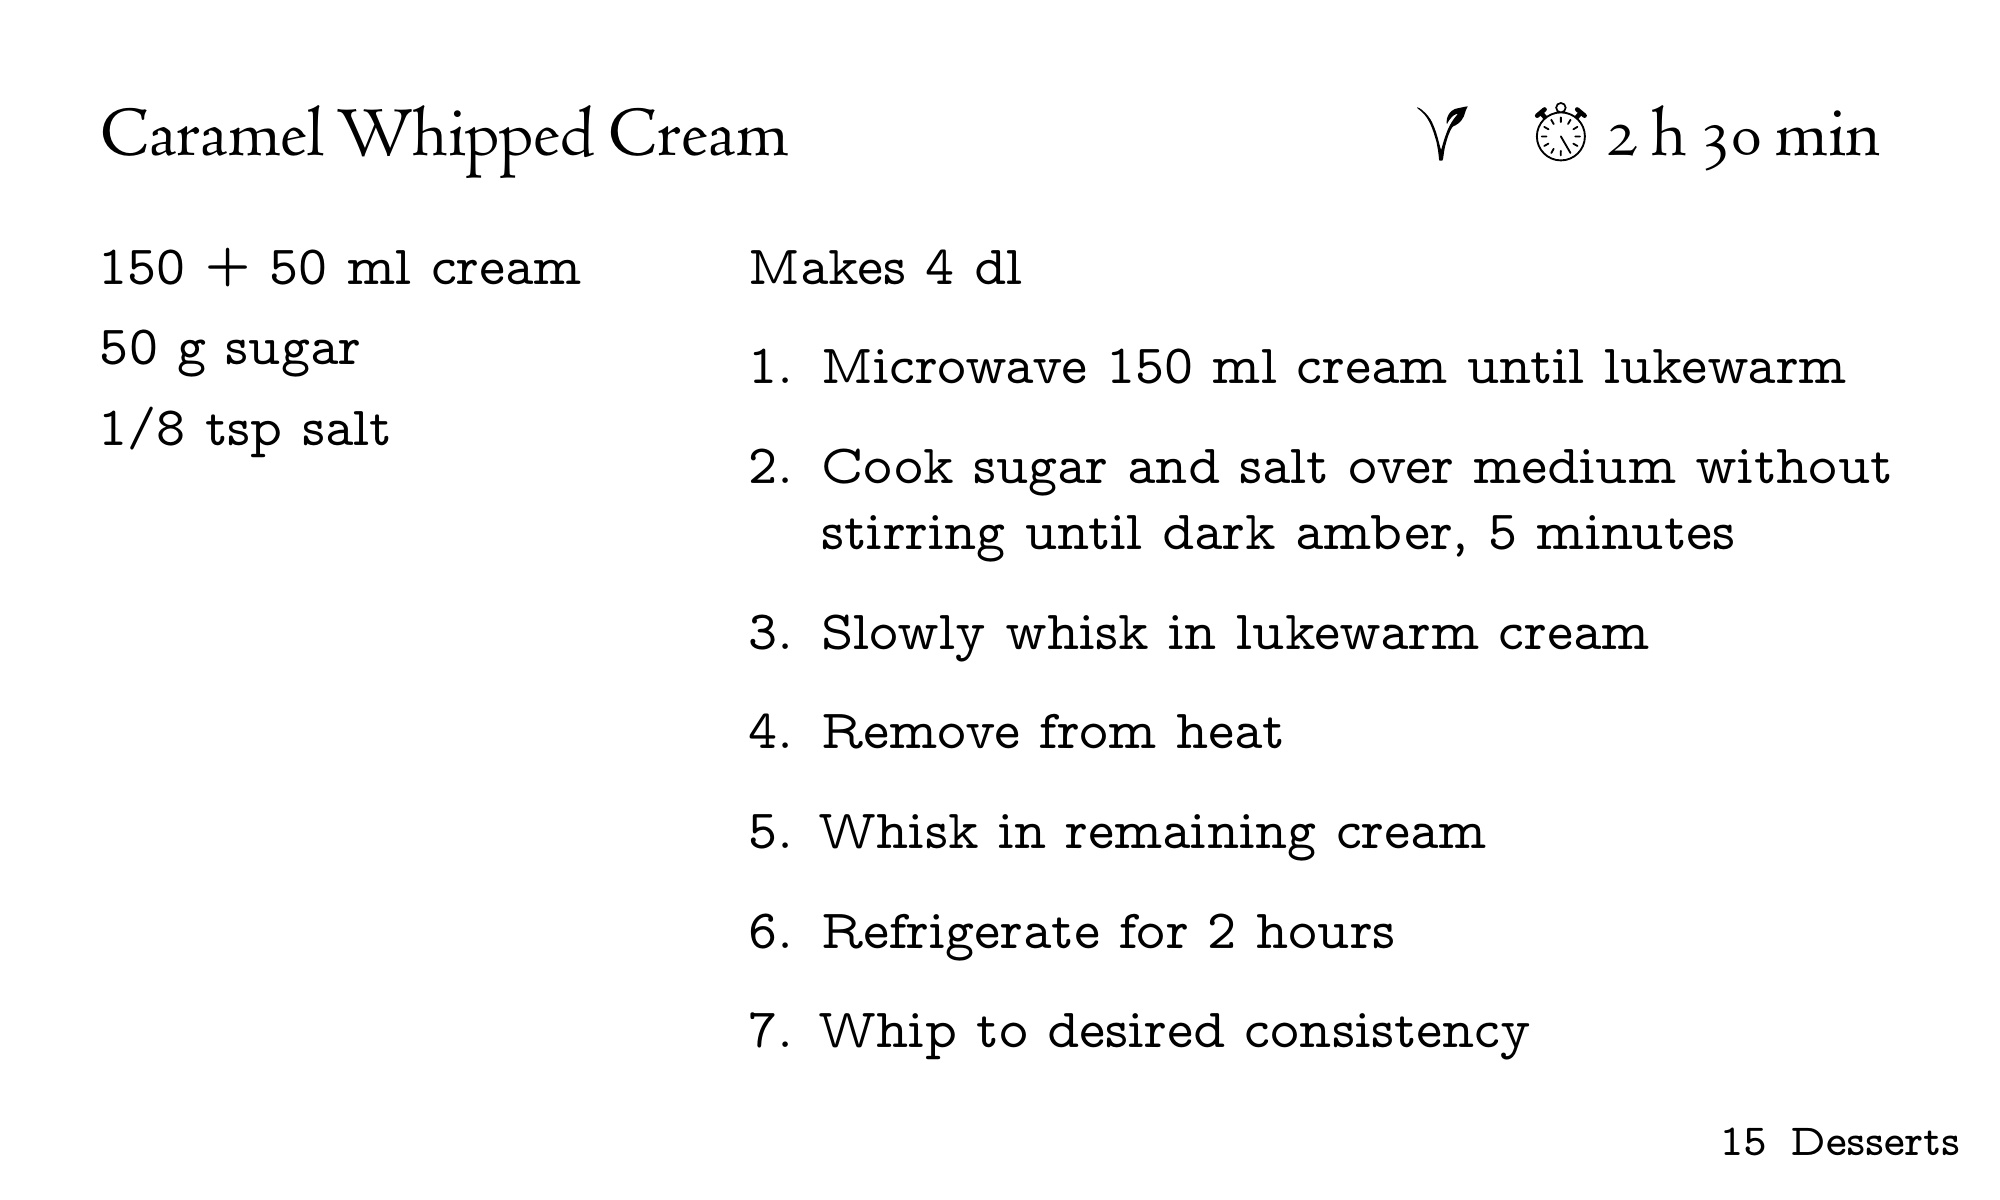 Caramel Whipped Cream
2 h 30 min
150 + 50 ml cream
50 g sugar
1/8 tsp salt
Makes 4 dl
1. Microwave 150 ml cream until lukewarm
2. Cook sugar and salt over medium without
stirring until dark amber, 5 minutes
3. Slowly whisk in lukewarm cream
4. Remove from heat
5. Whisk in remaining cream
6. Refrigerate for 2 hours
7. Whip to desired consistency
15 Desserts